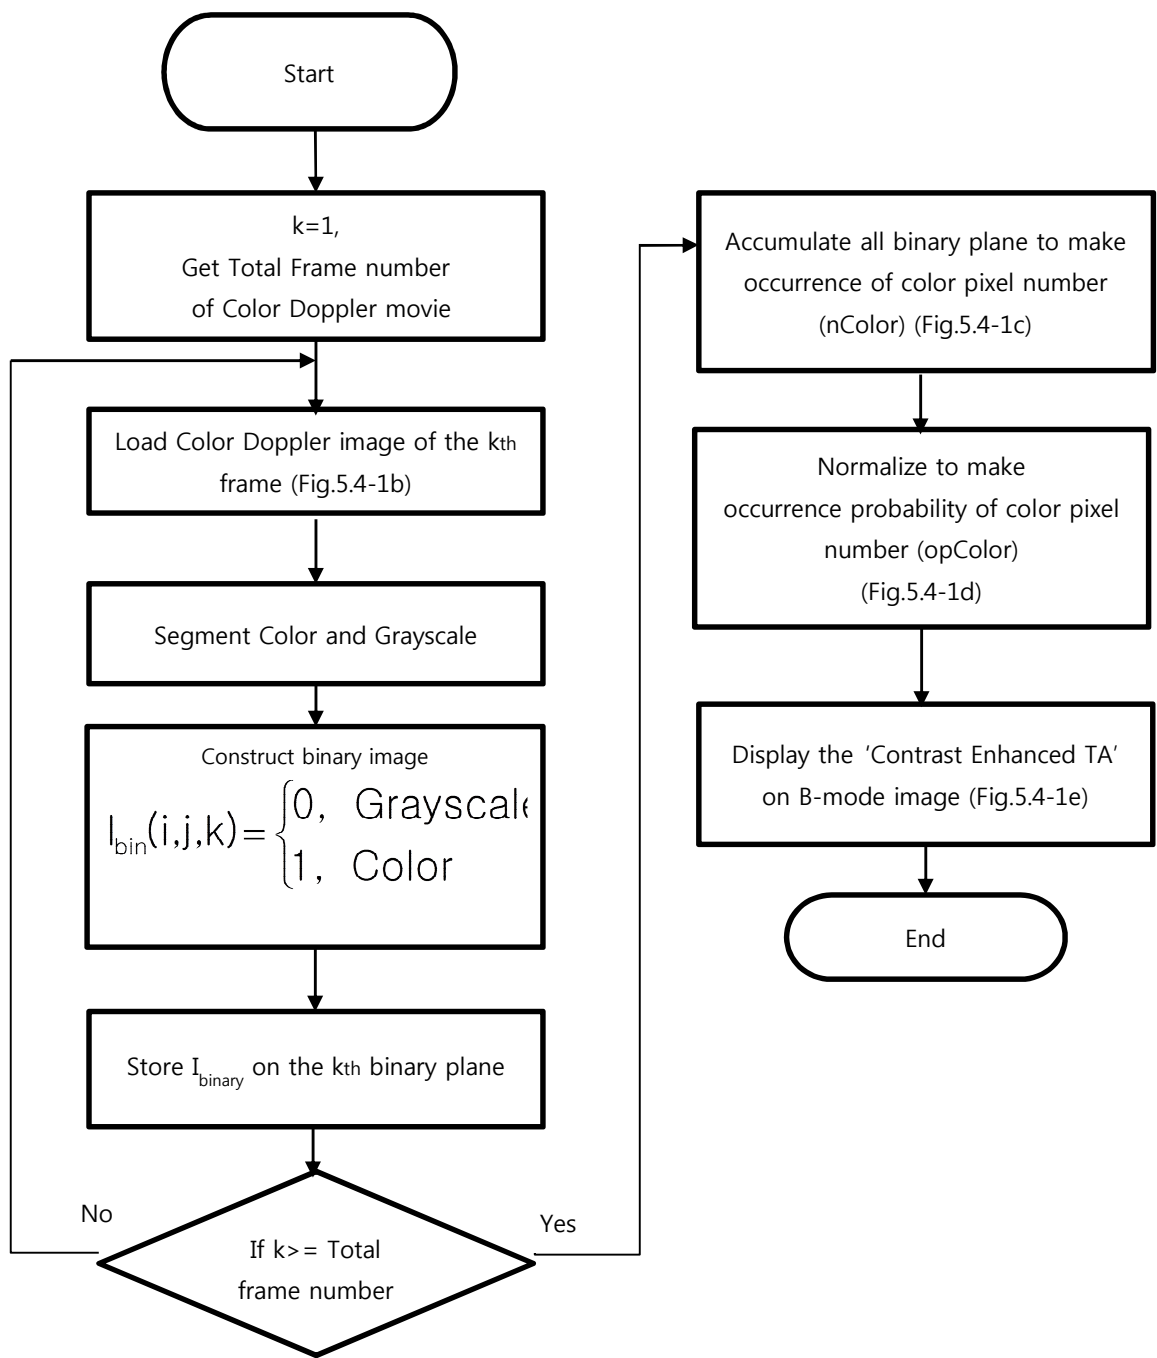 Start
k=1,
Get Total Frame number
of Color Doppler movie
Load Color Doppler image of the kth
frame (Fig.5.4-1b)
Segment Color and Grayscale
Construct binary image
I_bin(i,j,k)={0, Grayscale
1, Color
Store I_binary on the kth binary plane
If k>= Total
frame number
No
Yes
Accumulate all binary plane to make
occurrence of color pixel number
(nColor) (Fig.5.4-1c)
Normalize to make
occurrence probability of color pixel
number (opColor)
(Fig.5.4-1d)
Display the 'Contrast Enhanced TA'
on B-mode image (Fig.5.4-1e)
End